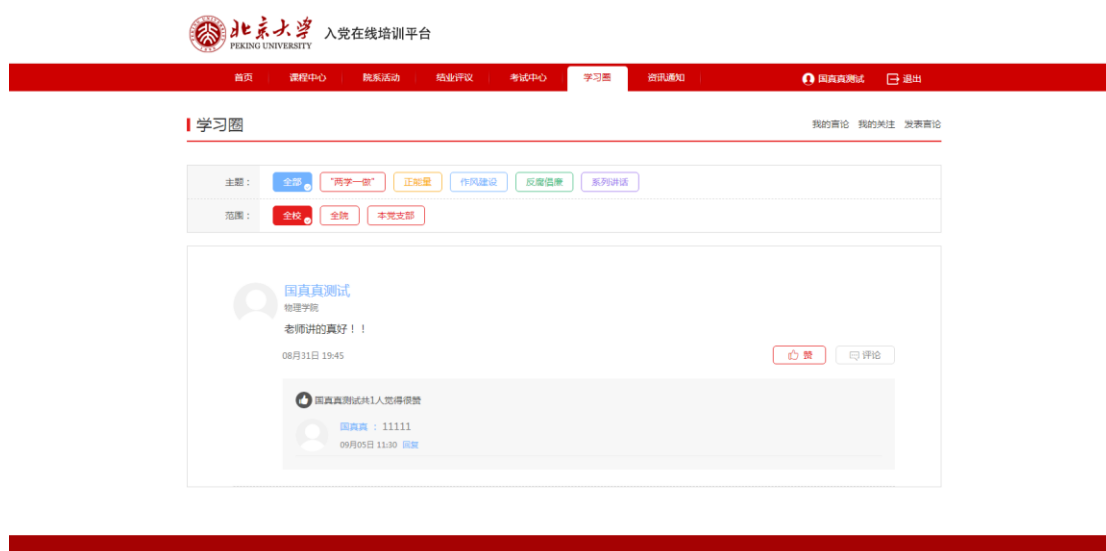 北京大学 入党在线培训平台
PEKING UNIVERSITY
首页 课程中心 院系活动 结业评议 考试中心 学习圈 资讯通知 国真真测试 退出
学习圈 我的言论 我的关注 发表言论
主题： 全部 "两学一做" 正能量 作风建设 反腐倡廉 系列讲话
范围： 全校 全院 本党支部
国真真测试
物理学院
老师讲的真好！！
08月31日 19:45 赞 评论
国真真测试共1人觉得很赞
国真真 ： 11111
09月05日 11:30 回复